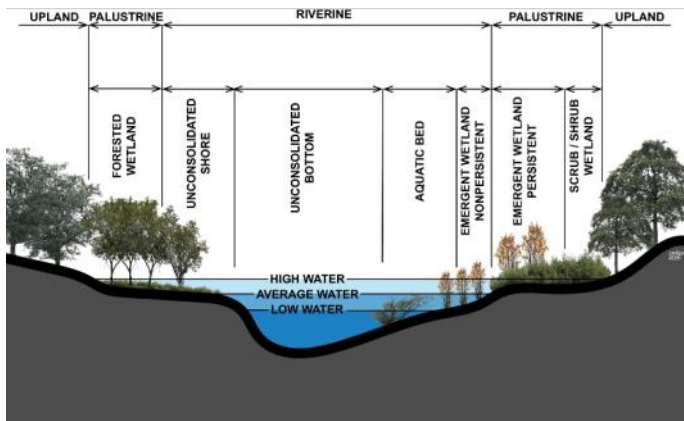 UPLAND
PALUSTRINE
RIVERINE
PALUSTRINE
UPLAND
FORESTED
WETLAND
UNCONSOLIDATED
SHORE
UNCONSOLIDATED
BOTTOM
AQUATIC BED
EMERGENT WETLAND
NONPERSISTENT
EMERGENT WETLAND
PERSISTENT
SCRUB / SHRUB
WETLAND
HIGH WATER
AVERAGE WATER
LOW WATER